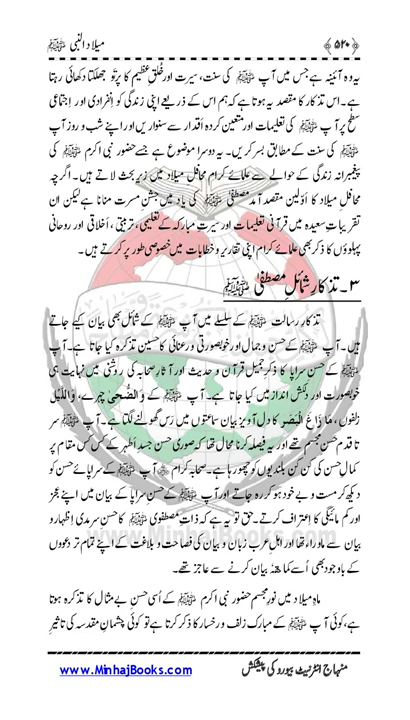 ﴿۵۲۰﴾ میلاد النبی ﷺ
یہ وہ آئینہ ہے جس میں آپ ﷺ کی سنت، سیرت اور خُلقِ عظیم کا پرتَو جھلکتا دکھائی دیتا
ہے۔ اس تذکار کا مقصد یہ ہوتا ہے کہ ہم اس کے ذریعے اپنی زندگی کو اِنفرادی اور اِجتماعی
سطح پر آپ ﷺ کی تعلیمات اور متعین کردہ اَقدار سے سنواریں اور اپنے شب و روز آپ
ﷺ کی سنت کے مطابق بسر کریں۔ یہ دوسرا موضوع ہے جسے حضور نبی اکرم ﷺ کی
پیغمبرانہ زندگی کے حوالے سے علمائے کرام محافلِ میلاد میں زیرِ بحث لاتے ہیں۔ اگرچہ
محافلِ میلاد کا اَوّلین مقصد آمدِ مصطفیٰ ﷺ کی یاد میں جشنِ مسرت منانا ہے لیکن ان
تقریباتِ سعیدہ میں قرآنی تعلیمات اور سیرتِ مبارکہ کے تعلیمی، تربیتی، اَخلاقی اور روحانی
پہلوؤں کا ذکر بھی علمائے کرام اپنی تقاریر و خطابات میں خصوصی طور پر کرتے ہیں۔
۳۔ تذکارِ شمائلِ مصطفیٰ ﷺ
تذکارِ رسالت ﷺ کے سلسلے میں آپ ﷺ کے شمائل بھی بیان کیے جاتے
ہیں۔ آپ ﷺ کے حسن و جمال اور خوبصورتی و رعنائی کا حسین تذکرہ کیا جاتا ہے۔ آپ
ﷺ کے حسنِ سراپا کا ذکرِ جمیل قرآن و حدیث اور آثارِ صحابہ کی روشنی میں نہایت ہی
خوبصورت اور دلکش انداز میں کیا جاتا ہے۔ آپ ﷺ کے وَالضُّحٰی چہرے، وَاللَّیْل
زلفوں، مَا زَاغَ الْبَصَر کا دل آویز بیان سماعتوں میں رَس گھولنے لگتا ہے۔ آپ ﷺ سر
تا قدم حسنِ مجسم تھے اور یہ فیصلہ کرنا محال تھا کہ صوری حسن جسدِ اَطہر کے کس کس مقام پر
کمالِ حسن کی کن کن بلندیوں کو چھو رہا ہے۔ صحابہ کرام آپ ﷺ کے سراپائے حسن کو
دیکھ کر مست و بے خود ہو کر رہ جاتے اور آپ ﷺ کے حسنِ سراپا کے بیان میں اپنے عجز
اور کم مائیگی کا اِعتراف کرتے۔ حق تو یہ ہے کہ ذاتِ مصطفوی ﷺ کا حسنِ سرمدی اِظہار و
بیان سے ماوراء تھا اور اہلِ عرب زبان و بیان کی فصاحت و بلاغت کے اپنے تمام تر دعووں
کے باوجود بھی اُسے کما حقہ بیان کرنے سے عاجز تھے۔
ماہِ میلاد میں نورِ مجسم حضور نبی اکرم ﷺ کے اُسی حسنِ بے مثال کا تذکرہ ہوتا
ہے، کوئی آپ ﷺ کے مبارک زلف و رخسار کا ذکر کرتا ہے تو کوئی چشمانِ مقدسہ کی تاثیرِ
www.MinhajBooks.com
منہاج انٹرنیٹ بیورو کی پیشکش www.MinhajBooks.com